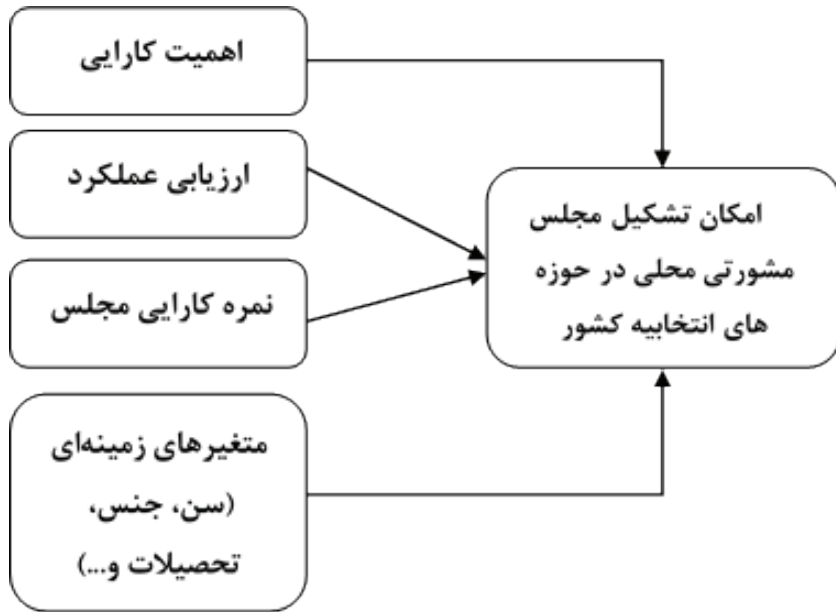 اهمیت کارایی
ارزیابی عملکرد
نمره کارایی مجلس
متغیرهای زمینه‌ای
(سن، جنس،
تحصیلات و...)
امکان تشکیل مجلس
مشورتی محلی در حوزه
های انتخابیه کشور